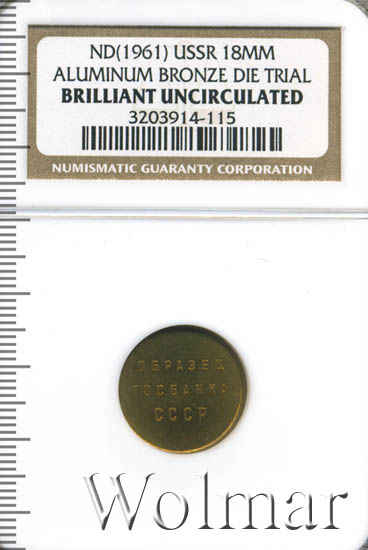 ND(1961) USSR 18MM
ALUMINUM BRONZE DIE TRIAL
BRILLIANT UNCIRCULATED
3203914-115
NUMISMATIC GUARANTY CORPORATION
ОБРАЗЕЦ
ГОСБАНКА
СССР
Wolmar